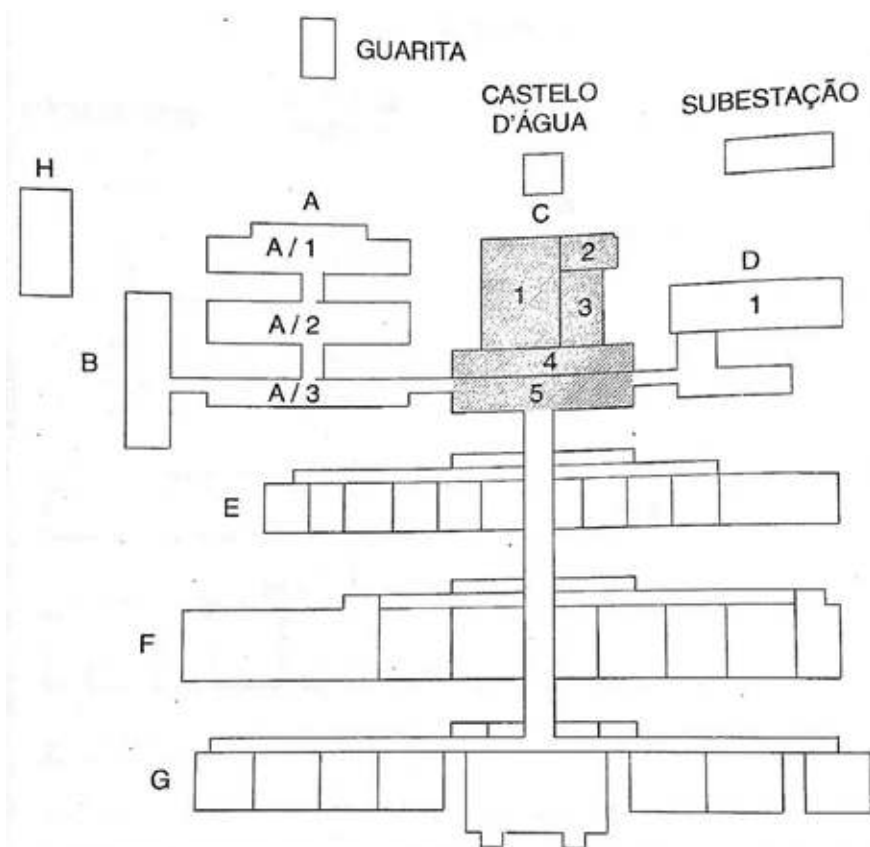 GUARITA
CASTELO
D'ÁGUA
SUBESTAÇÃO
H
A
C
A / 1
2
D
1
3
1
A / 2
B
4
A / 3
5
E
F
G